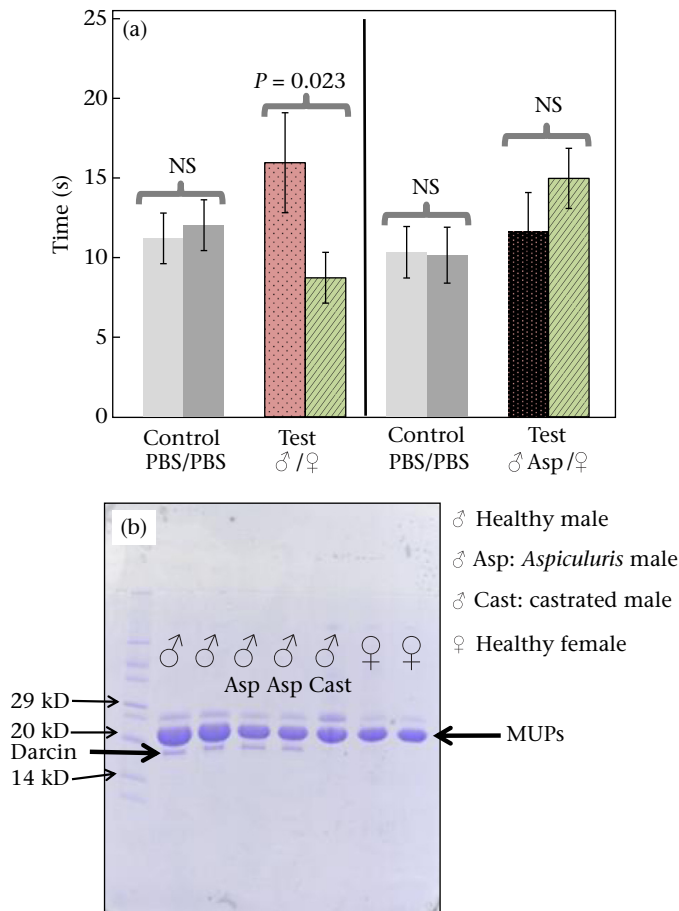 (a)
25
20
15
10
5
0
Time (s)
NS
P = 0.023
NS
NS
Control
PBS/PBS
Test
♂/♀
Control
PBS/PBS
Test
♂ Asp/♀
(b)
♂ Healthy male
♂ Asp: Aspiculuris male
♂ Cast: castrated male
♀ Healthy female
♂ ♂ ♂ ♂ ♂ ♀ ♀
Asp Asp Cast
29 kD
20 kD
Darcin
14 kD
MUPs